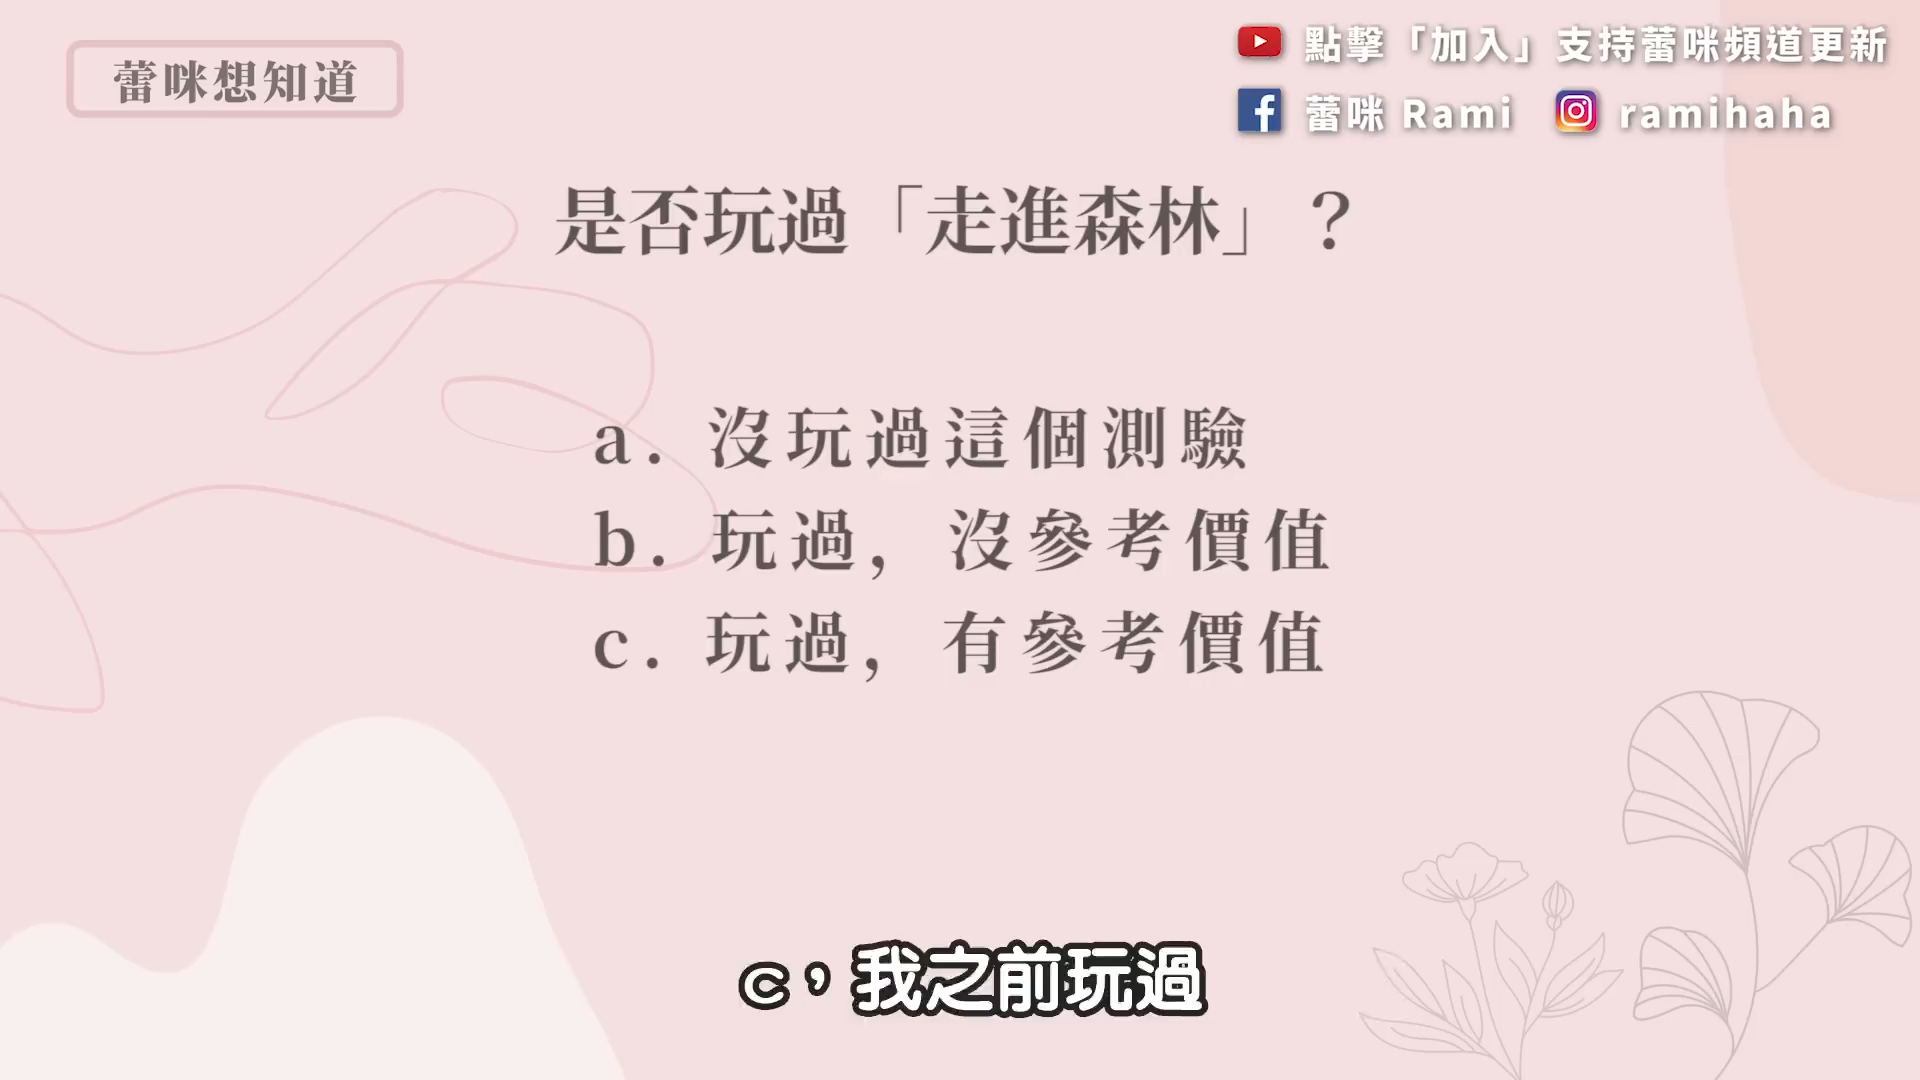 蕾咪想知道
點擊「加入」支持蕾咪頻道更新
蕾咪 Rami ramihaha
是否玩過「走進森林」?
a. 沒玩過這個測驗
b. 玩過, 沒參考價值
c. 玩過, 有參考價值
c，我之前玩過